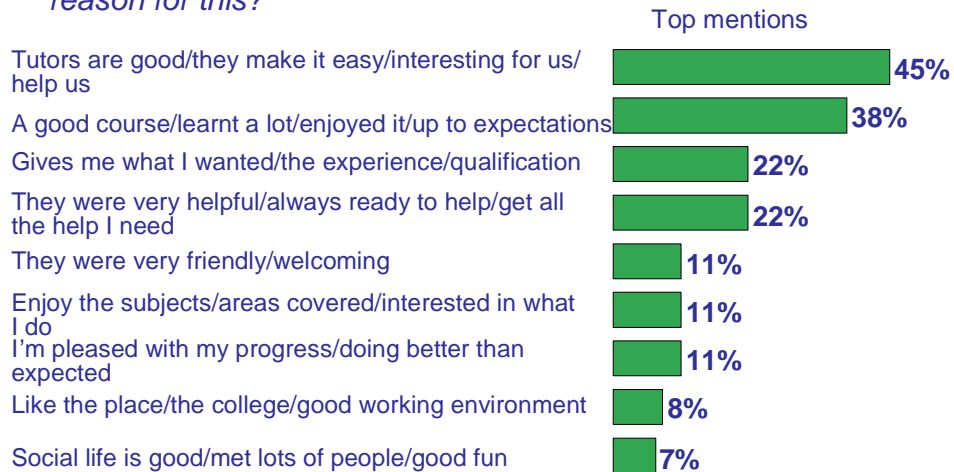 reason for this?
Top mentions
Tutors are good/they make it easy/interesting for us/
help us
45%
A good course/learnt a lot/enjoyed it/up to expectations
38%
Gives me what I wanted/the experience/qualification
22%
They were very helpful/always ready to help/get all
the help I need
22%
They were very friendly/welcoming
11%
Enjoy the subjects/areas covered/interested in what
I do
11%
I'm pleased with my progress/doing better than
expected
11%
Like the place/the college/good working environment
8%
Social life is good/met lots of people/good fun
7%